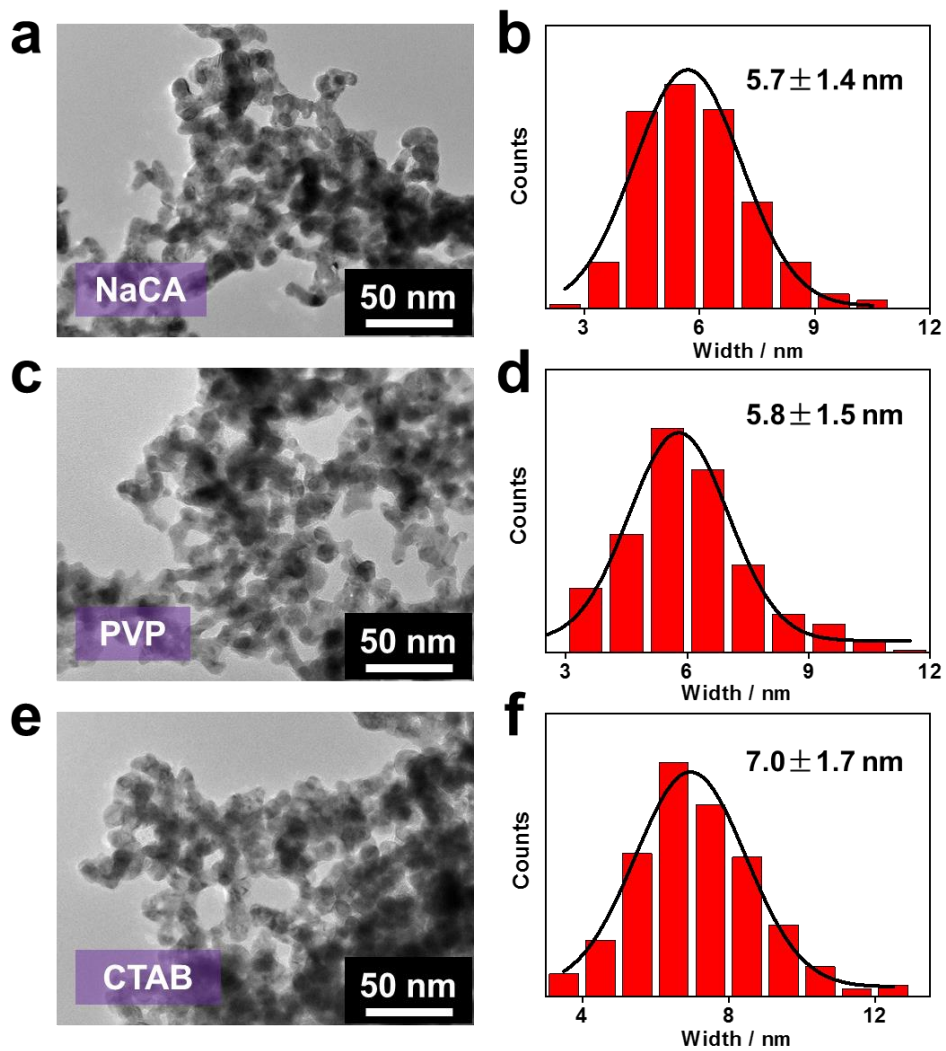 a
NaCA
50 nm
b
5.7 ± 1.4 nm
Counts
3 6 9 12
Width / nm
c
PVP
50 nm
d
5.8 ± 1.5 nm
Counts
3 6 9 12
Width / nm
e
CTAB
50 nm
f
7.0 ± 1.7 nm
Counts
4 8 12
Width / nm